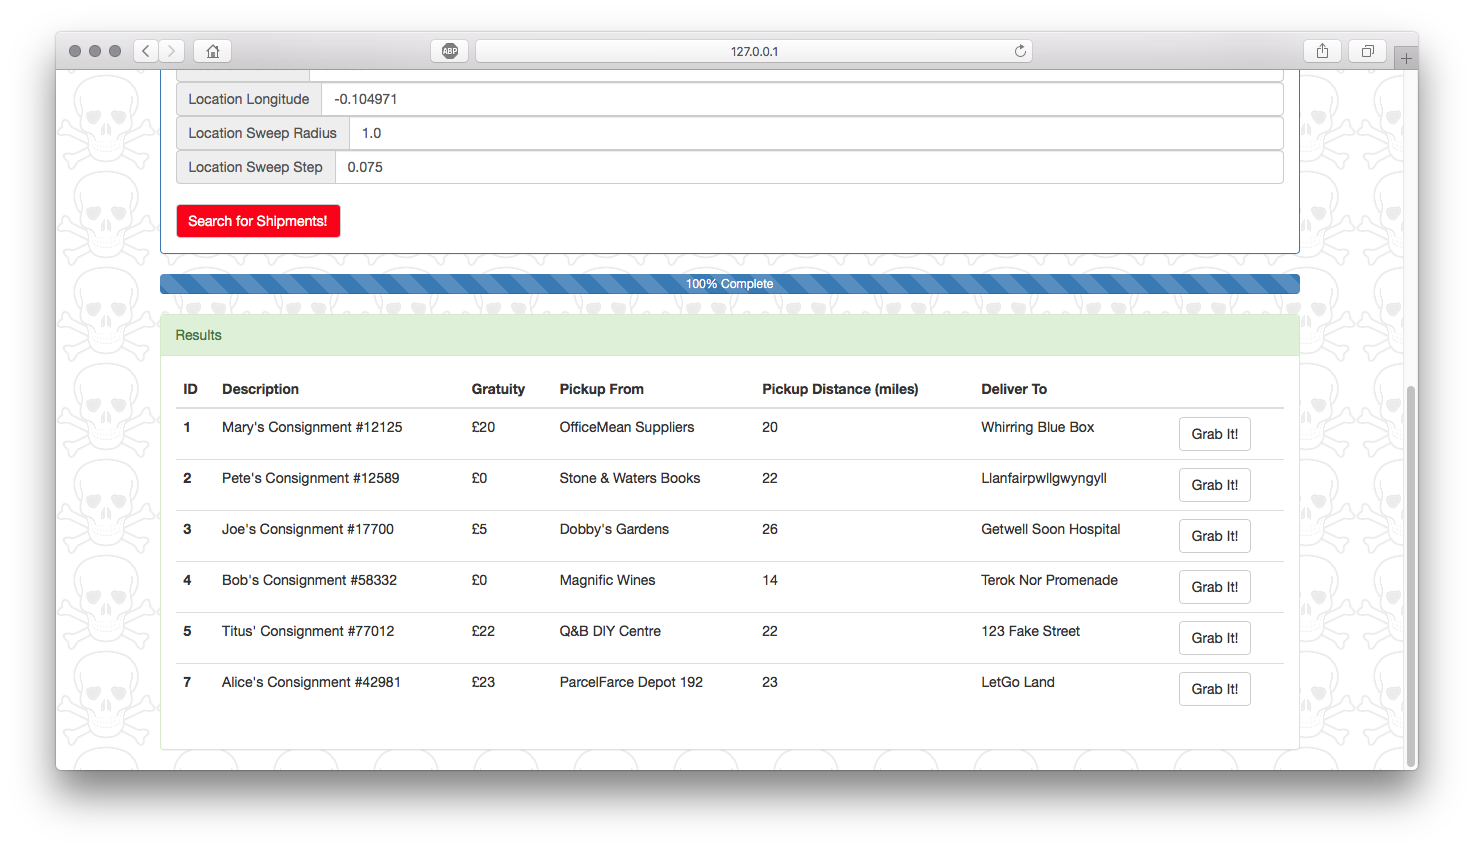 ABP 127.0.0.1
Location Longitude -0.104971
Location Sweep Radius 1.0
Location Sweep Step 0.075
Search for Shipments!
100% Complete
Results
ID Description Gratuity Pickup From Pickup Distance (miles) Deliver To
1 Mary's Consignment #12125 £20 OfficeMean Suppliers 20 Whirring Blue Box Grab It!
2 Pete's Consignment #12589 £0 Stone & Waters Books 22 Llanfairpwllgwyngyll Grab It!
3 Joe's Consignment #17700 £5 Dobby's Gardens 26 Getwell Soon Hospital Grab It!
4 Bob's Consignment #58332 £0 Magnific Wines 14 Terok Nor Promenade Grab It!
5 Titus' Consignment #77012 £22 Q&B DIY Centre 22 123 Fake Street Grab It!
7 Alice's Consignment #42981 £23 ParcelFarce Depot 192 23 LetGo Land Grab It!